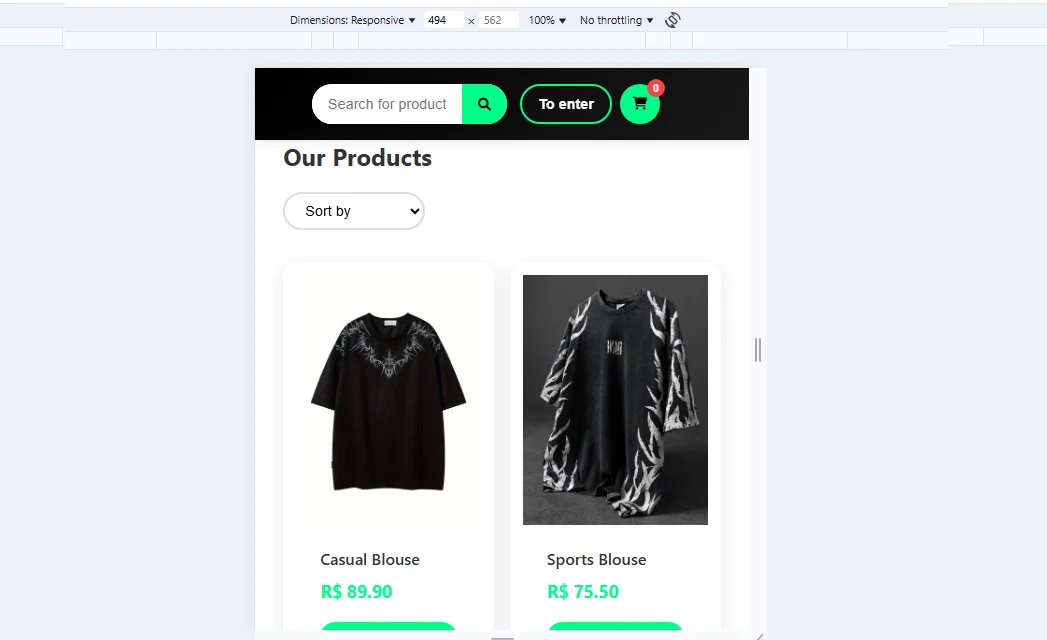 Dimensions: Responsive 494 × 562 100% No throttling
Search for product To enter 0
Our Products
Sort by
Casual Blouse Sports Blouse
R$ 89.90 R$ 75.50